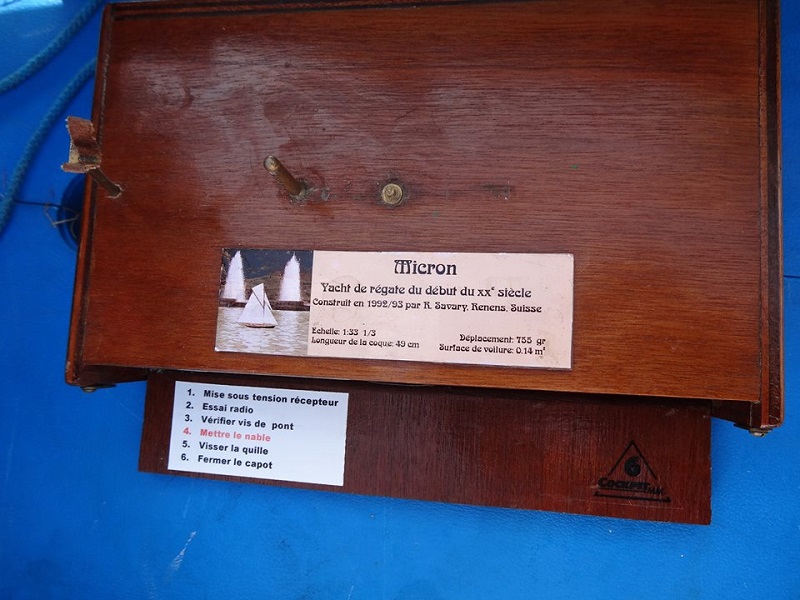 Micron
Yacht de régate du début du XXe siècle
Construit en 1992/93 par R. Savary, Renens, Suisse
Echelle: 1:33 1/3
Déplacement: 755 gr
Longueur de la coque: 49 cm
Surface de voilure: 0.14 m²
1. Mise sous tension récepteur
2. Essai radio
3. Vérifier vis de pont
4. Mettre le nable
5. Visser la quille
6. Fermer le capot
6